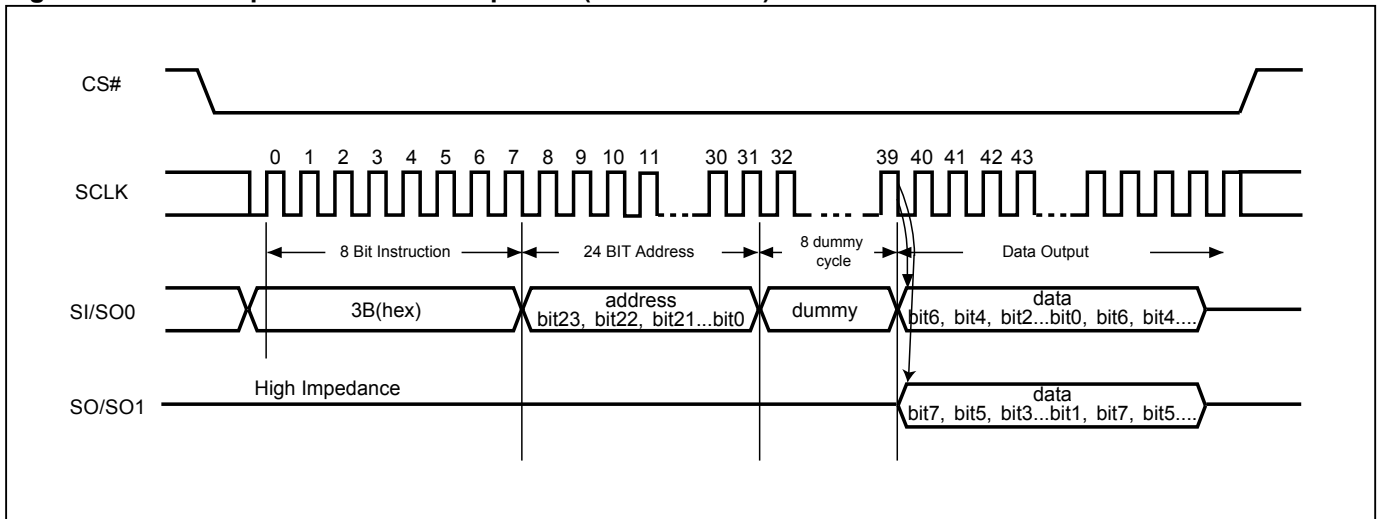 CS#
0 1 2 3 4 5 6 7 8 9 10 11 30 31 32 39 40 41 42 43
SCLK
8 Bit Instruction
24 BIT Address
8 dummy
cycle
Data Output
SI/SO0
3B(hex)
address
bit23, bit22, bit21...bit0
dummy
data
bit6, bit4, bit2...bit0, bit6, bit4....
High Impedance
SO/SO1
data
bit7, bit5, bit3...bit1, bit7, bit5....